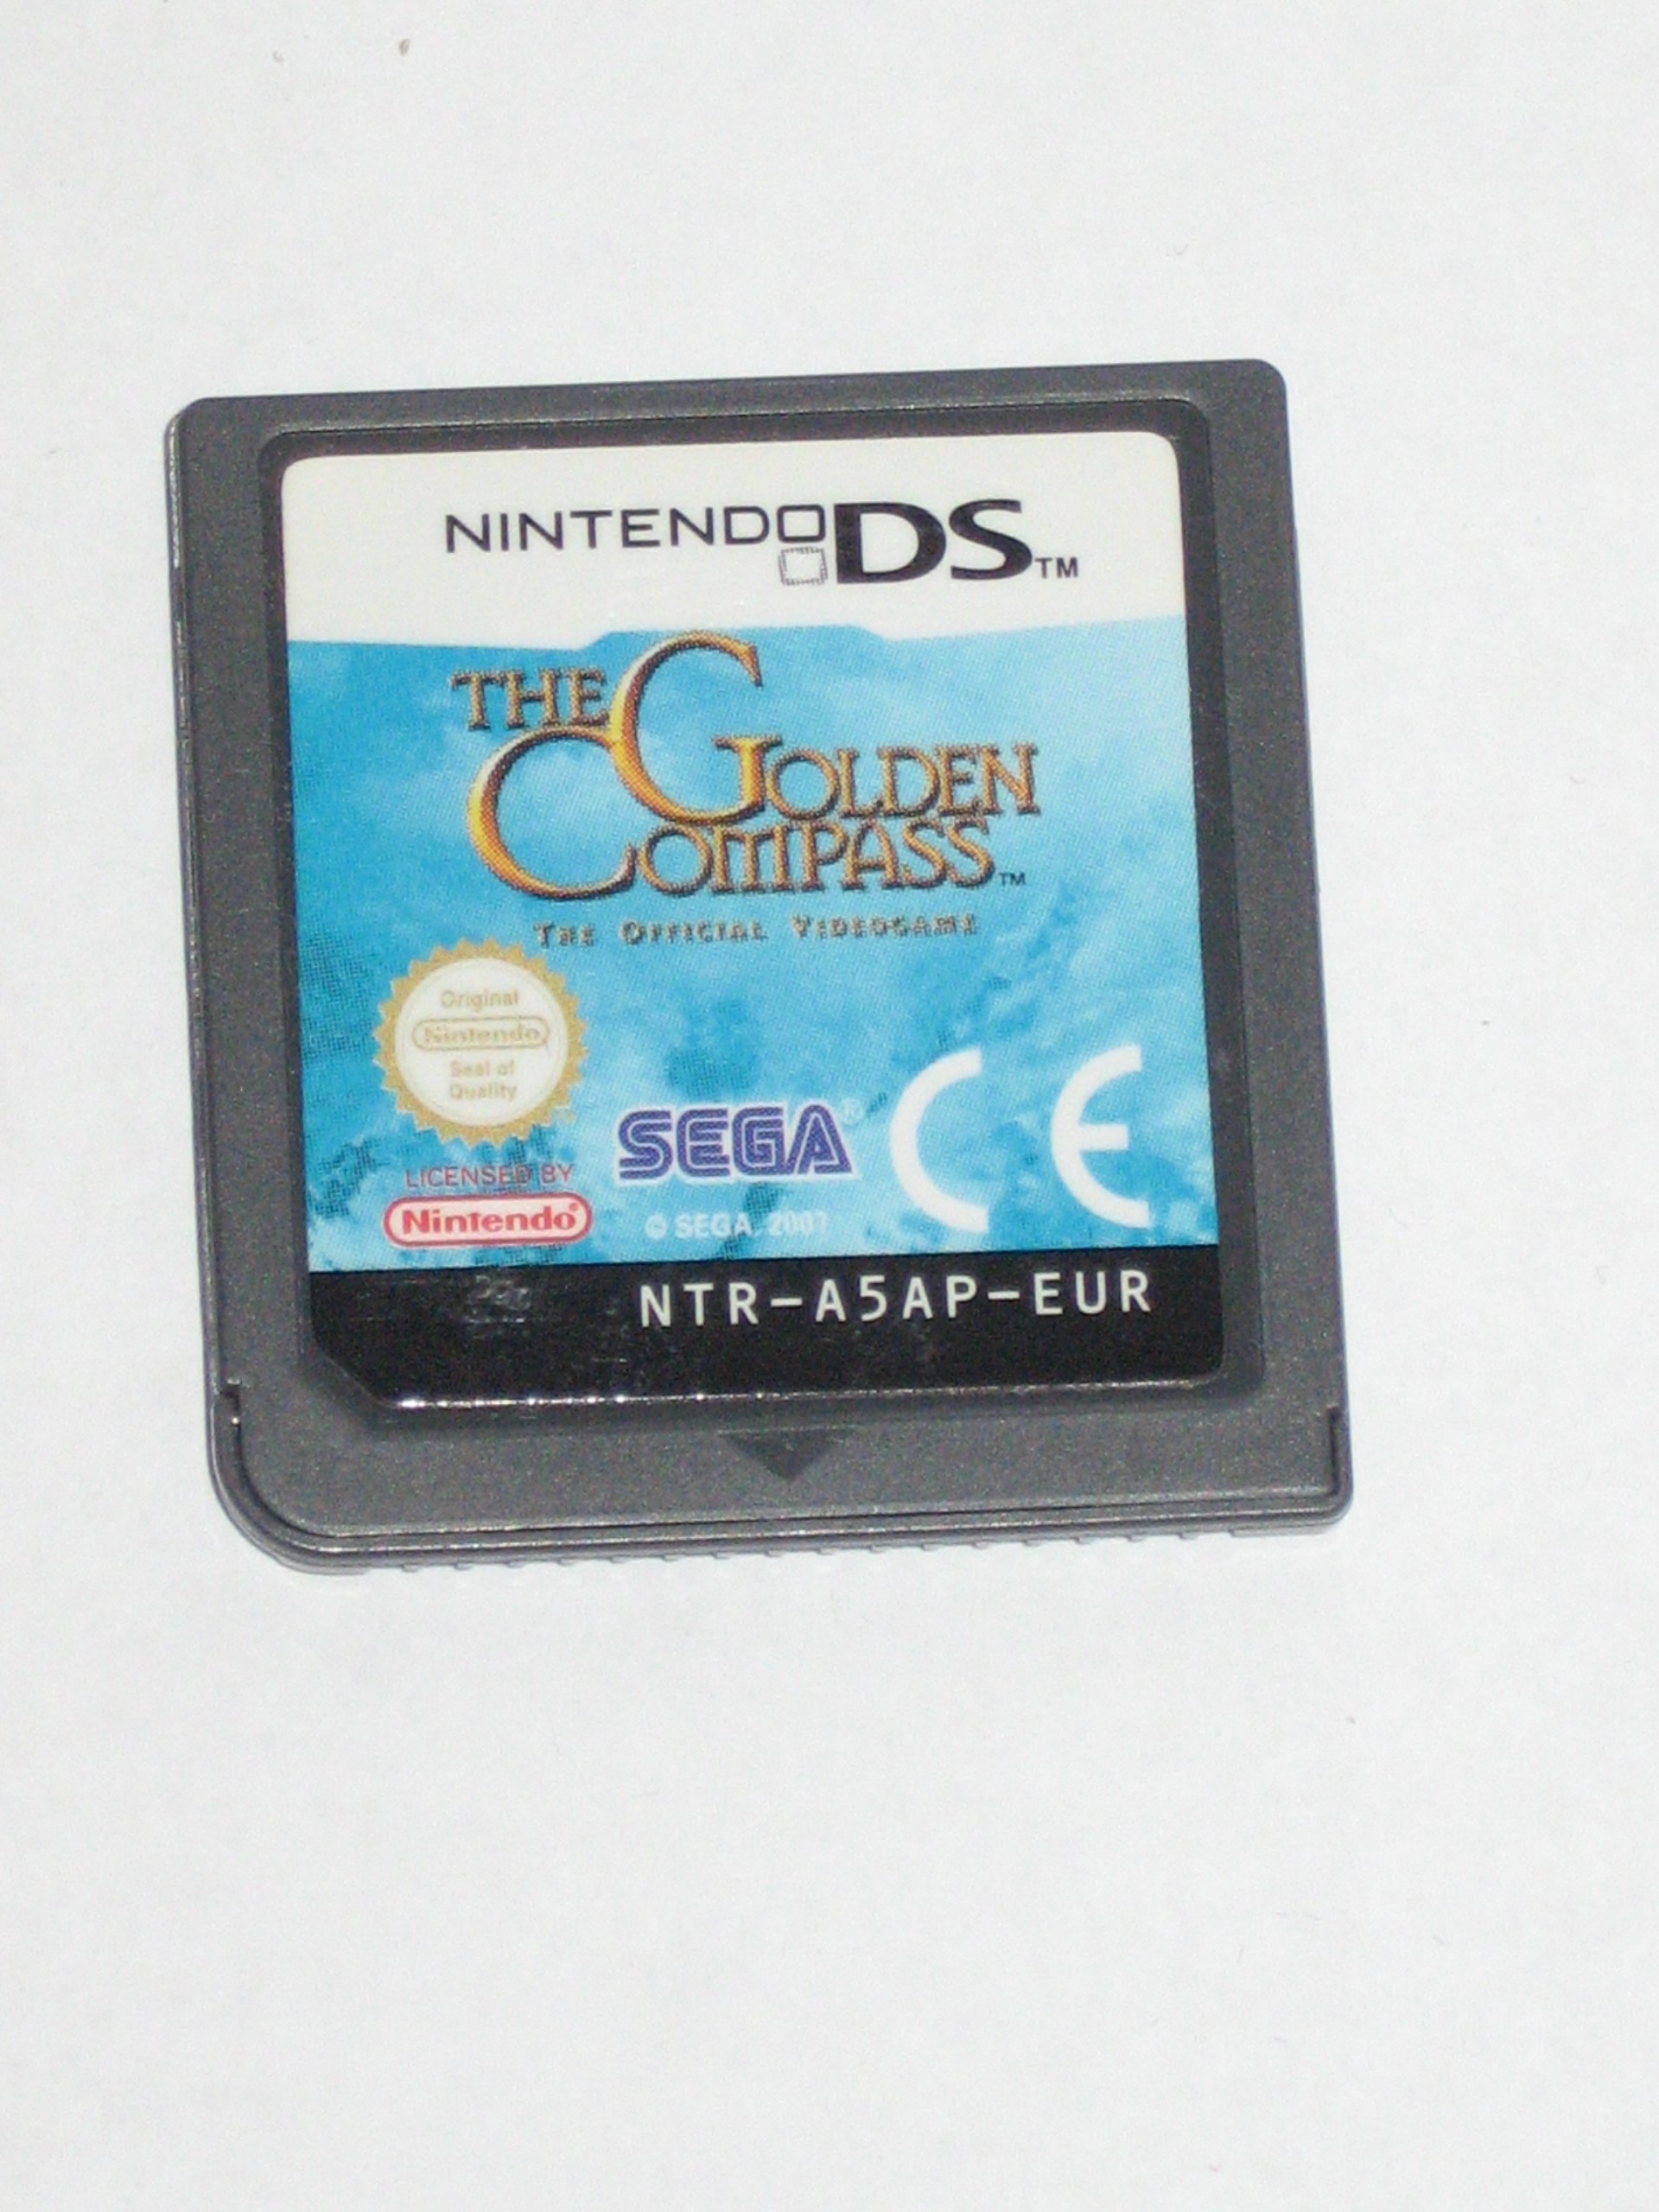 NINTENDO DS™
THE GOLDEN
COMPASS™
THE OFFICIAL VIDEOGAME
Original
Nintendo
Seal of
Quality
LICENSED BY
Nintendo®
SEGA®
© SEGA, 2007
CE
NTR-A5AP-EUR